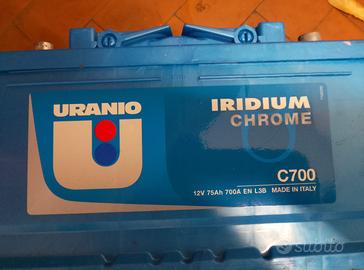 URANIO
IRIDIUM
CHROME
C700
12V 75Ah 700A EN L3B MADE IN ITALY
subito